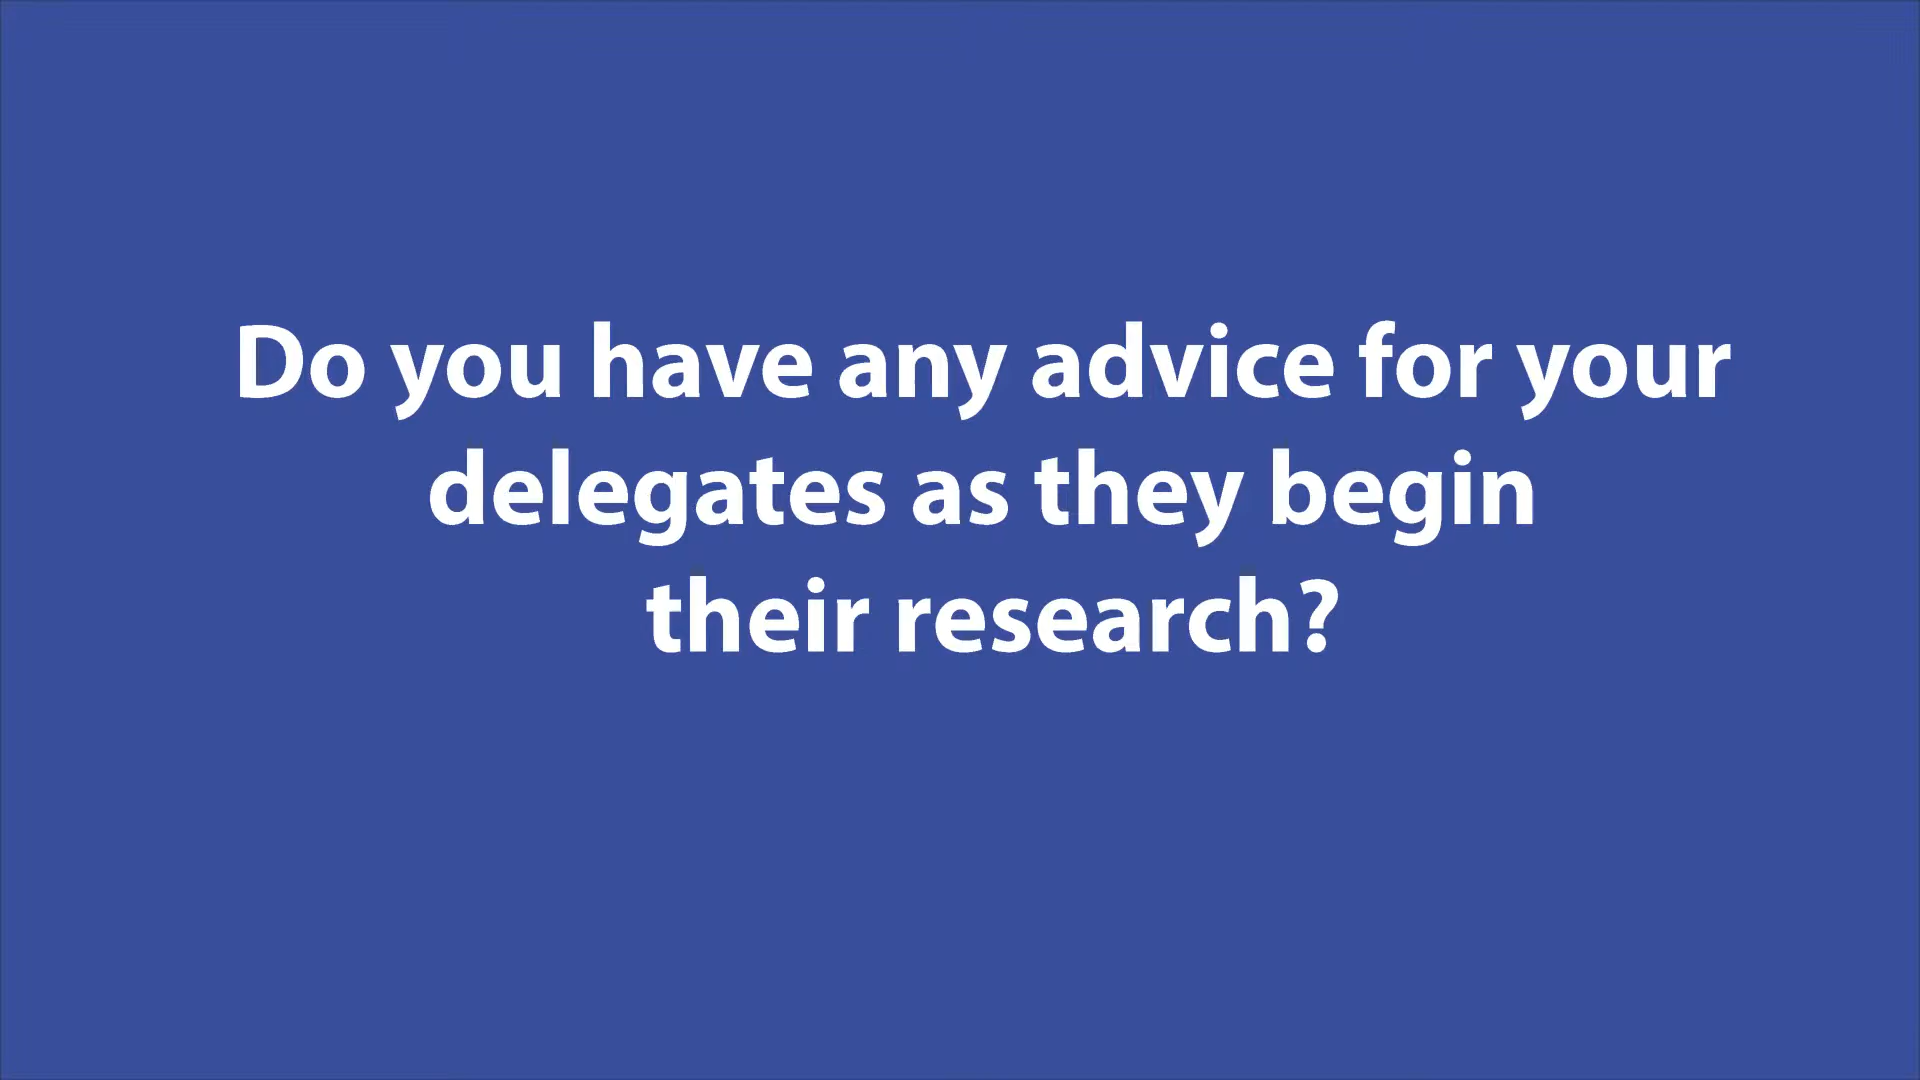 Do you have any advice for your
delegates as they begin
their research?